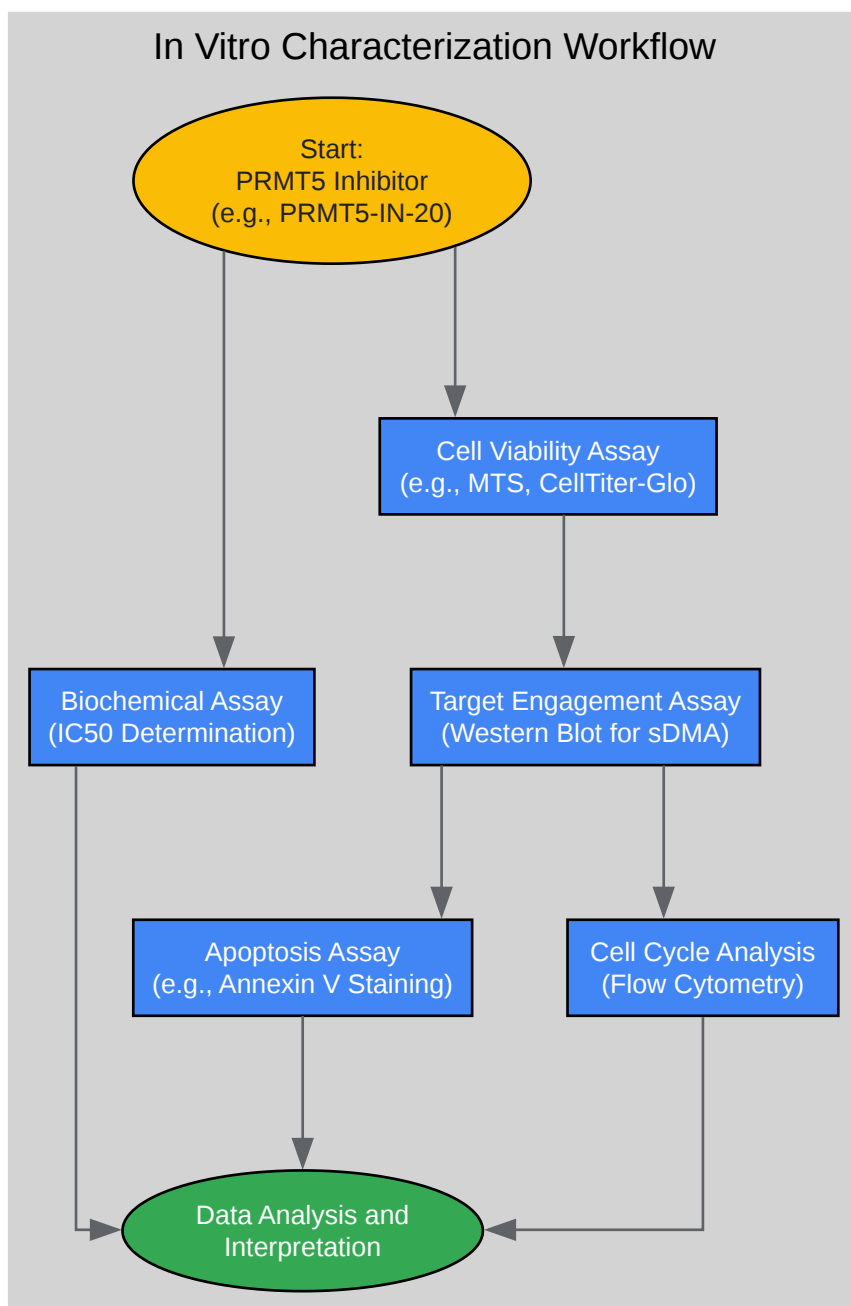 In Vitro Characterization Workflow
Start:
PRMT5 Inhibitor
(e.g., PRMT5-IN-20)
Cell Viability Assay
(e.g., MTS, CellTiter-Glo)
Biochemical Assay
(IC50 Determination)
Target Engagement Assay
(Western Blot for sDMA)
Apoptosis Assay
(e.g., Annexin V Staining)
Cell Cycle Analysis
(Flow Cytometry)
Data Analysis and
Interpretation